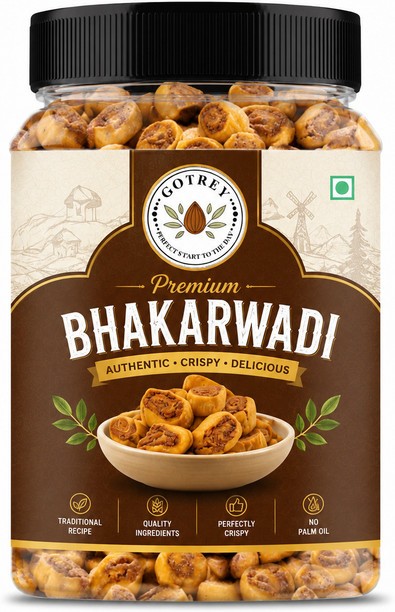 GOTREY
PERFECT START TO THE DAY
Premium
BHAKARWADI
AUTHENTIC • CRISPY • DELICIOUS
TRADITIONAL
RECIPE
QUALITY
INGREDIENTS
PERFECTLY
CRISPY
NO
PALM OIL